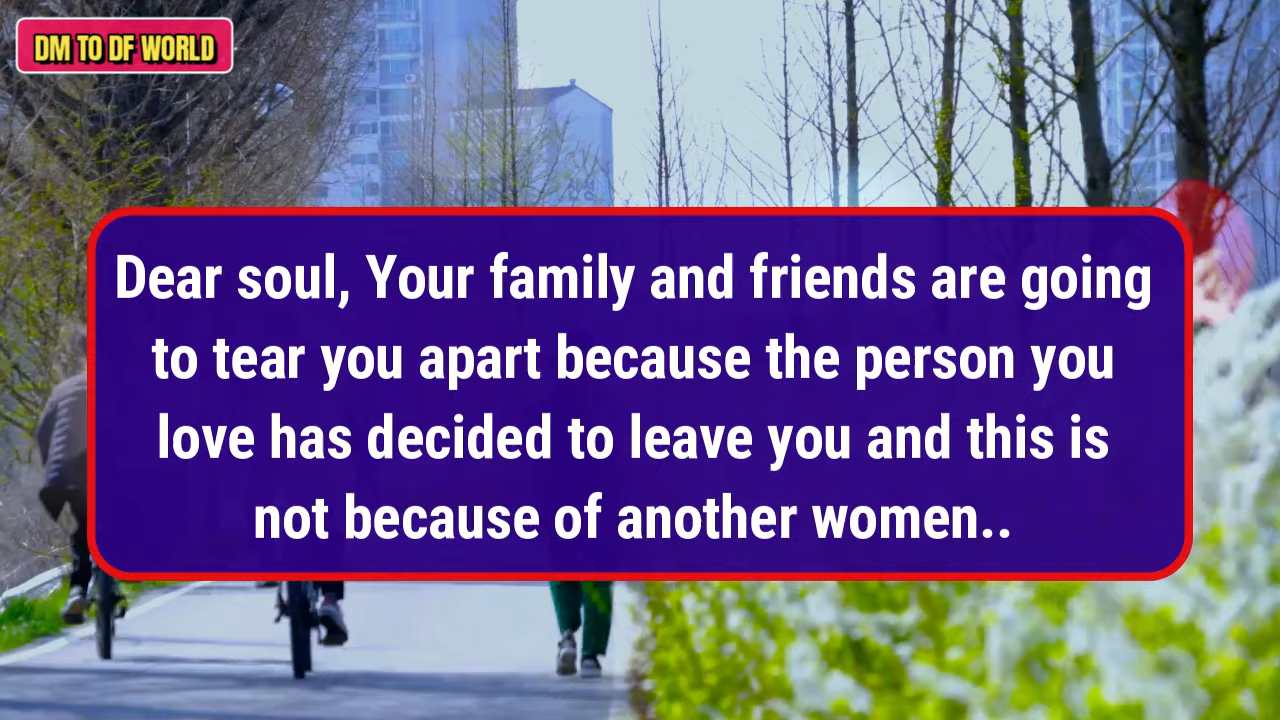 DM TO DF WORLD
Dear soul, Your family and friends are going
to tear you apart because the person you
love has decided to leave you and this is
not because of another women..